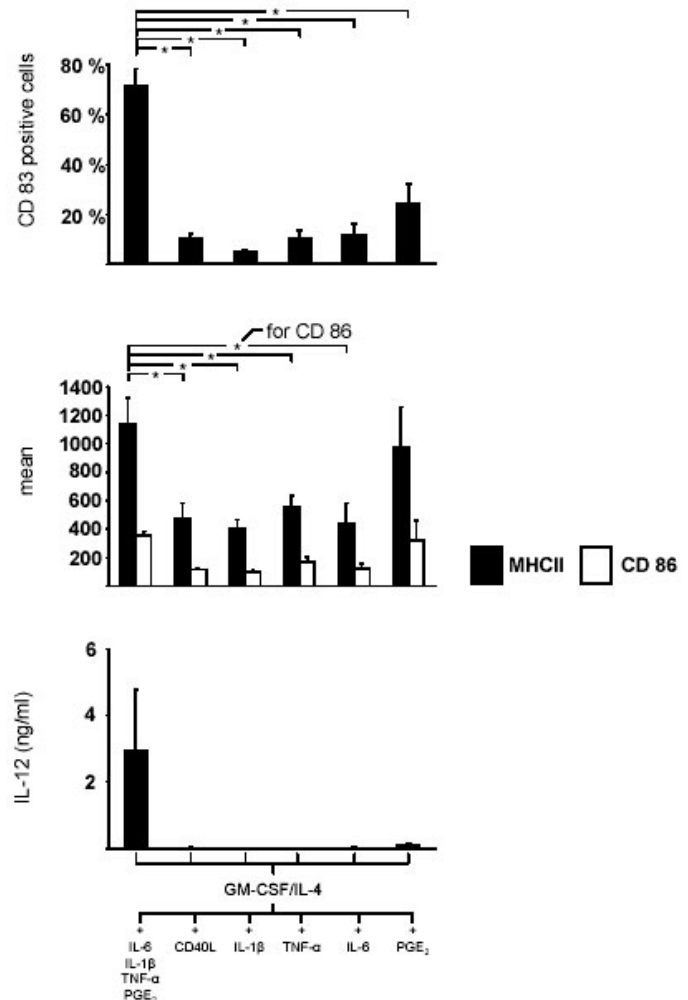 *
*
*
*
*
CD 83 positive cells
80 %
60 %
40 %
20 %
for CD 86
*
*
*
*
mean
1400
1200
1000
800
600
400
200
MHCII CD 86
IL-12 (ng/ml)
6
4
2
GM-CSF/IL-4
+ + + + + +
IL-6 CD40L IL-1β TNF-α IL-6 PGE₂
IL-1β
TNF-α
PGE₂